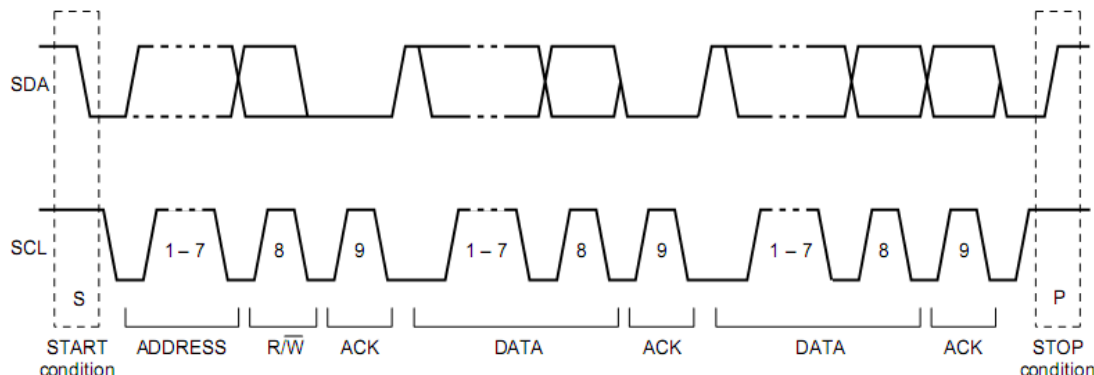 SDA
SCL
1 – 7
8
9
1 – 7
8
9
1 – 7
8
9
S
P
START
condition
ADDRESS
R/W̅
ACK
DATA
ACK
DATA
ACK
STOP
condition